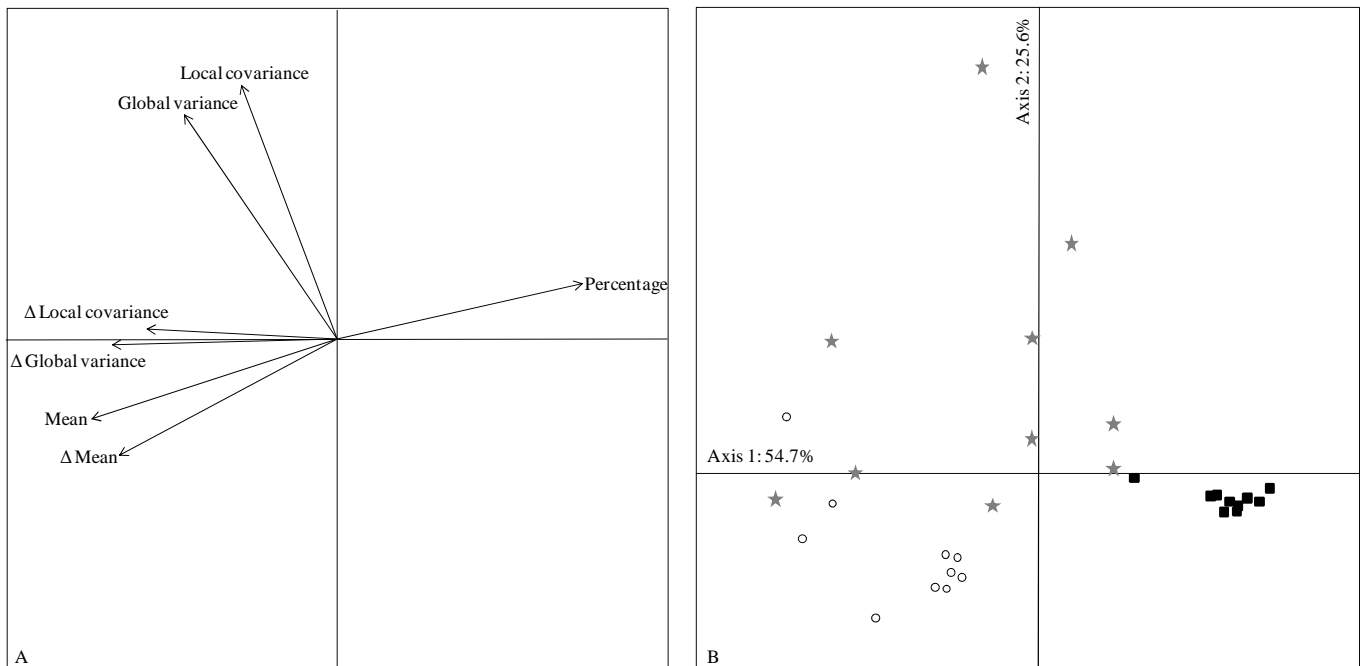 Local covariance
Global variance
Percentage
Δ Local covariance
Δ Global variance
Mean
Δ Mean
A
Axis 2: 25.6%
Axis 1: 54.7%
B